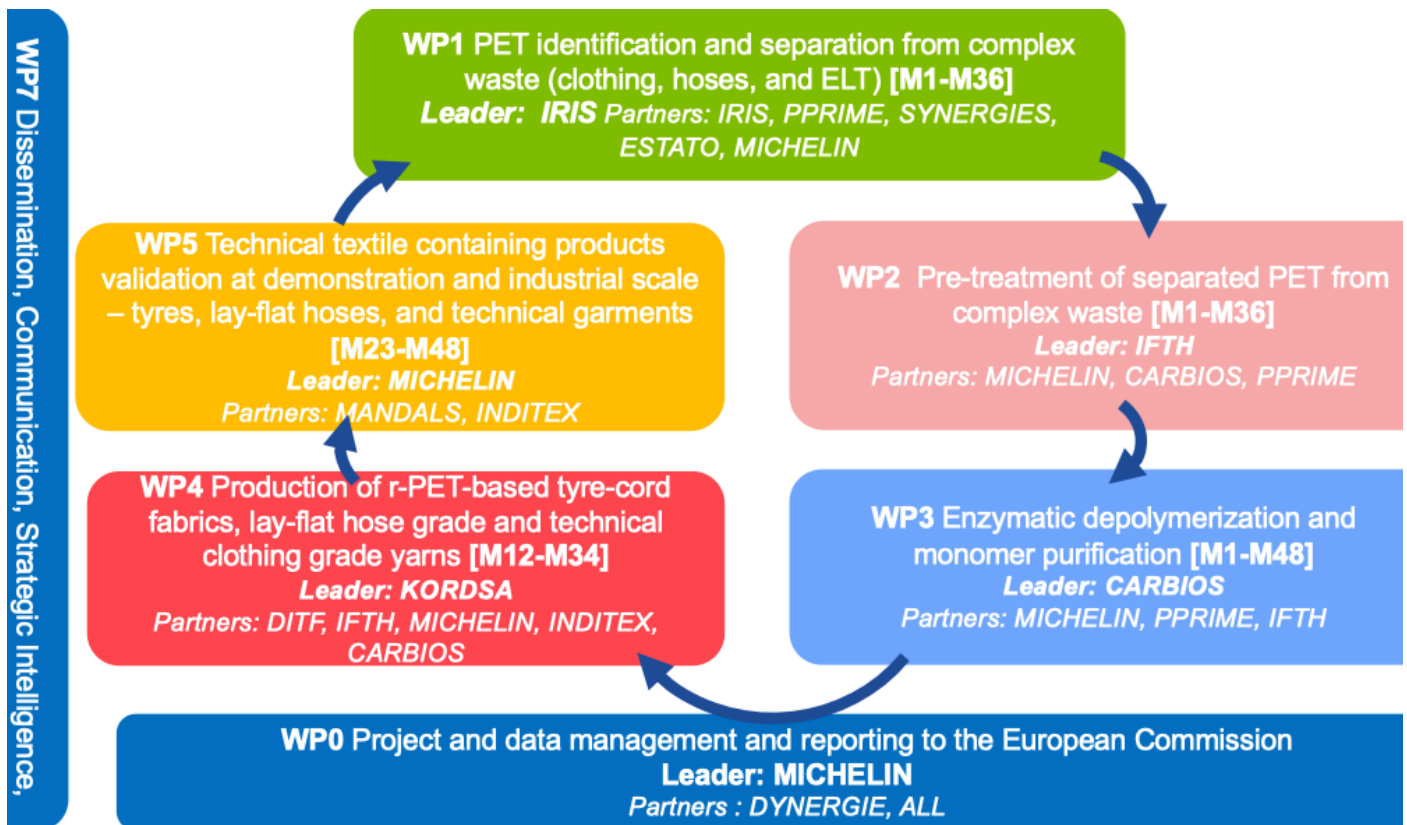 WP7 Dissemination, Communication, Strategic Intelligence,
WP1 PET identification and separation from complex
waste (clothing, hoses, and ELT) [M1-M36]
Leader: IRIS Partners: IRIS, PPRIME, SYNERGIES,
ESTATO, MICHELIN
WP2 Pre-treatment of separated PET from
complex waste [M1-M36]
Leader: IFTH
Partners: MICHELIN, CARBIOS, PPRIME
WP3 Enzymatic depolymerization and
monomer purification [M1-M48]
Leader: CARBIOS
Partners: MICHELIN, PPRIME, IFTH
WP4 Production of r-PET-based tyre-cord
fabrics, lay-flat hose grade and technical
clothing grade yarns [M12-M34]
Leader: KORDSA
Partners: DITF, IFTH, MICHELIN, INDITEX,
CARBIOS
WP5 Technical textile containing products
validation at demonstration and industrial scale
– tyres, lay-flat hoses, and technical garments
[M23-M48]
Leader: MICHELIN
Partners: MANDALS, INDITEX
WP0 Project and data management and reporting to the European Commission
Leader: MICHELIN
Partners : DYNERGIE, ALL